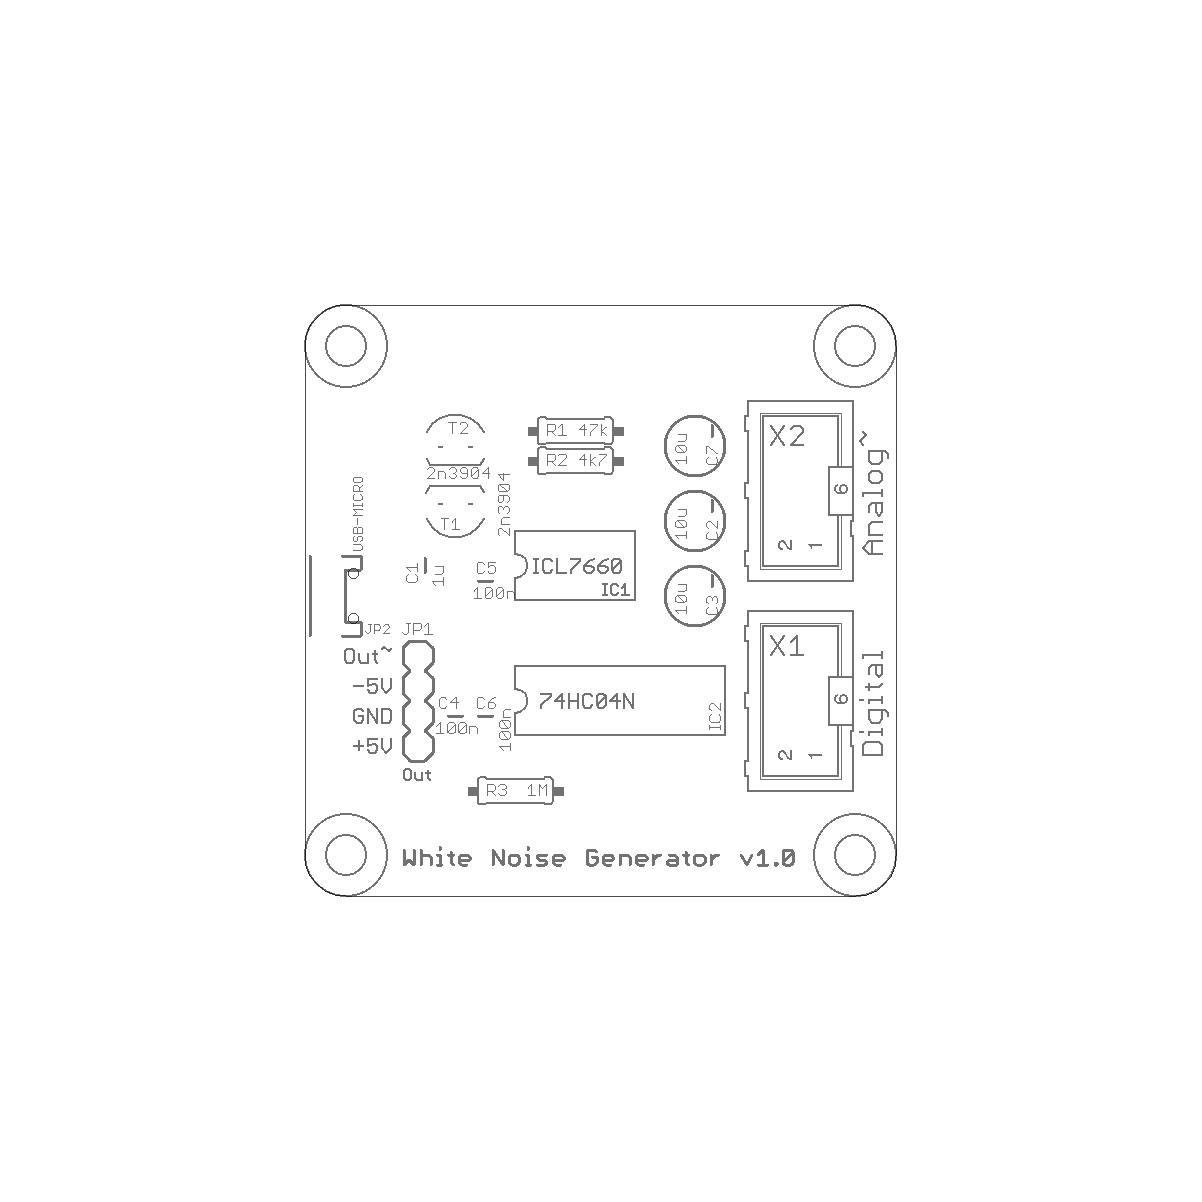 T2
2n3904
2n3904
T1
R1 47k
R2 4k7
10u
C7
10u
C2
10u
C3
X2
6
2
1
Analog~
USB-MICRO
C1
1u
C5
100n
ICL7660
IC1
JP2
JP1
Out~
-5V
GND
+5V
Out
C4
100n
C6
100n
74HC04N
IC2
X1
6
2
1
Digital
R3 1M
White Noise Generator v1.0